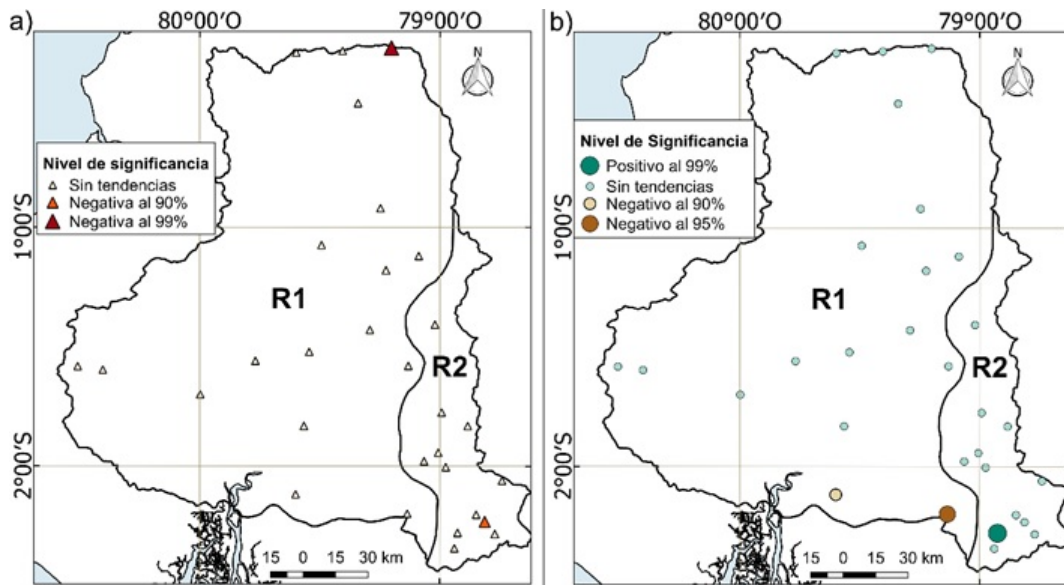 a)
80°00'O 79°00'O
N
Nivel de significancia
Sin tendencias
Negativa al 90%
Negativa al 99%
1°00'S
R1
R2
2°00'S
15 0 15 30 km
b)
80°00'O 79°00'O
N
Nivel de Significancia
Positivo al 99%
Sin tendencias
Negativo al 90%
Negativo al 95%
1°00'S
R1
R2
2°00'S
15 0 15 30 km